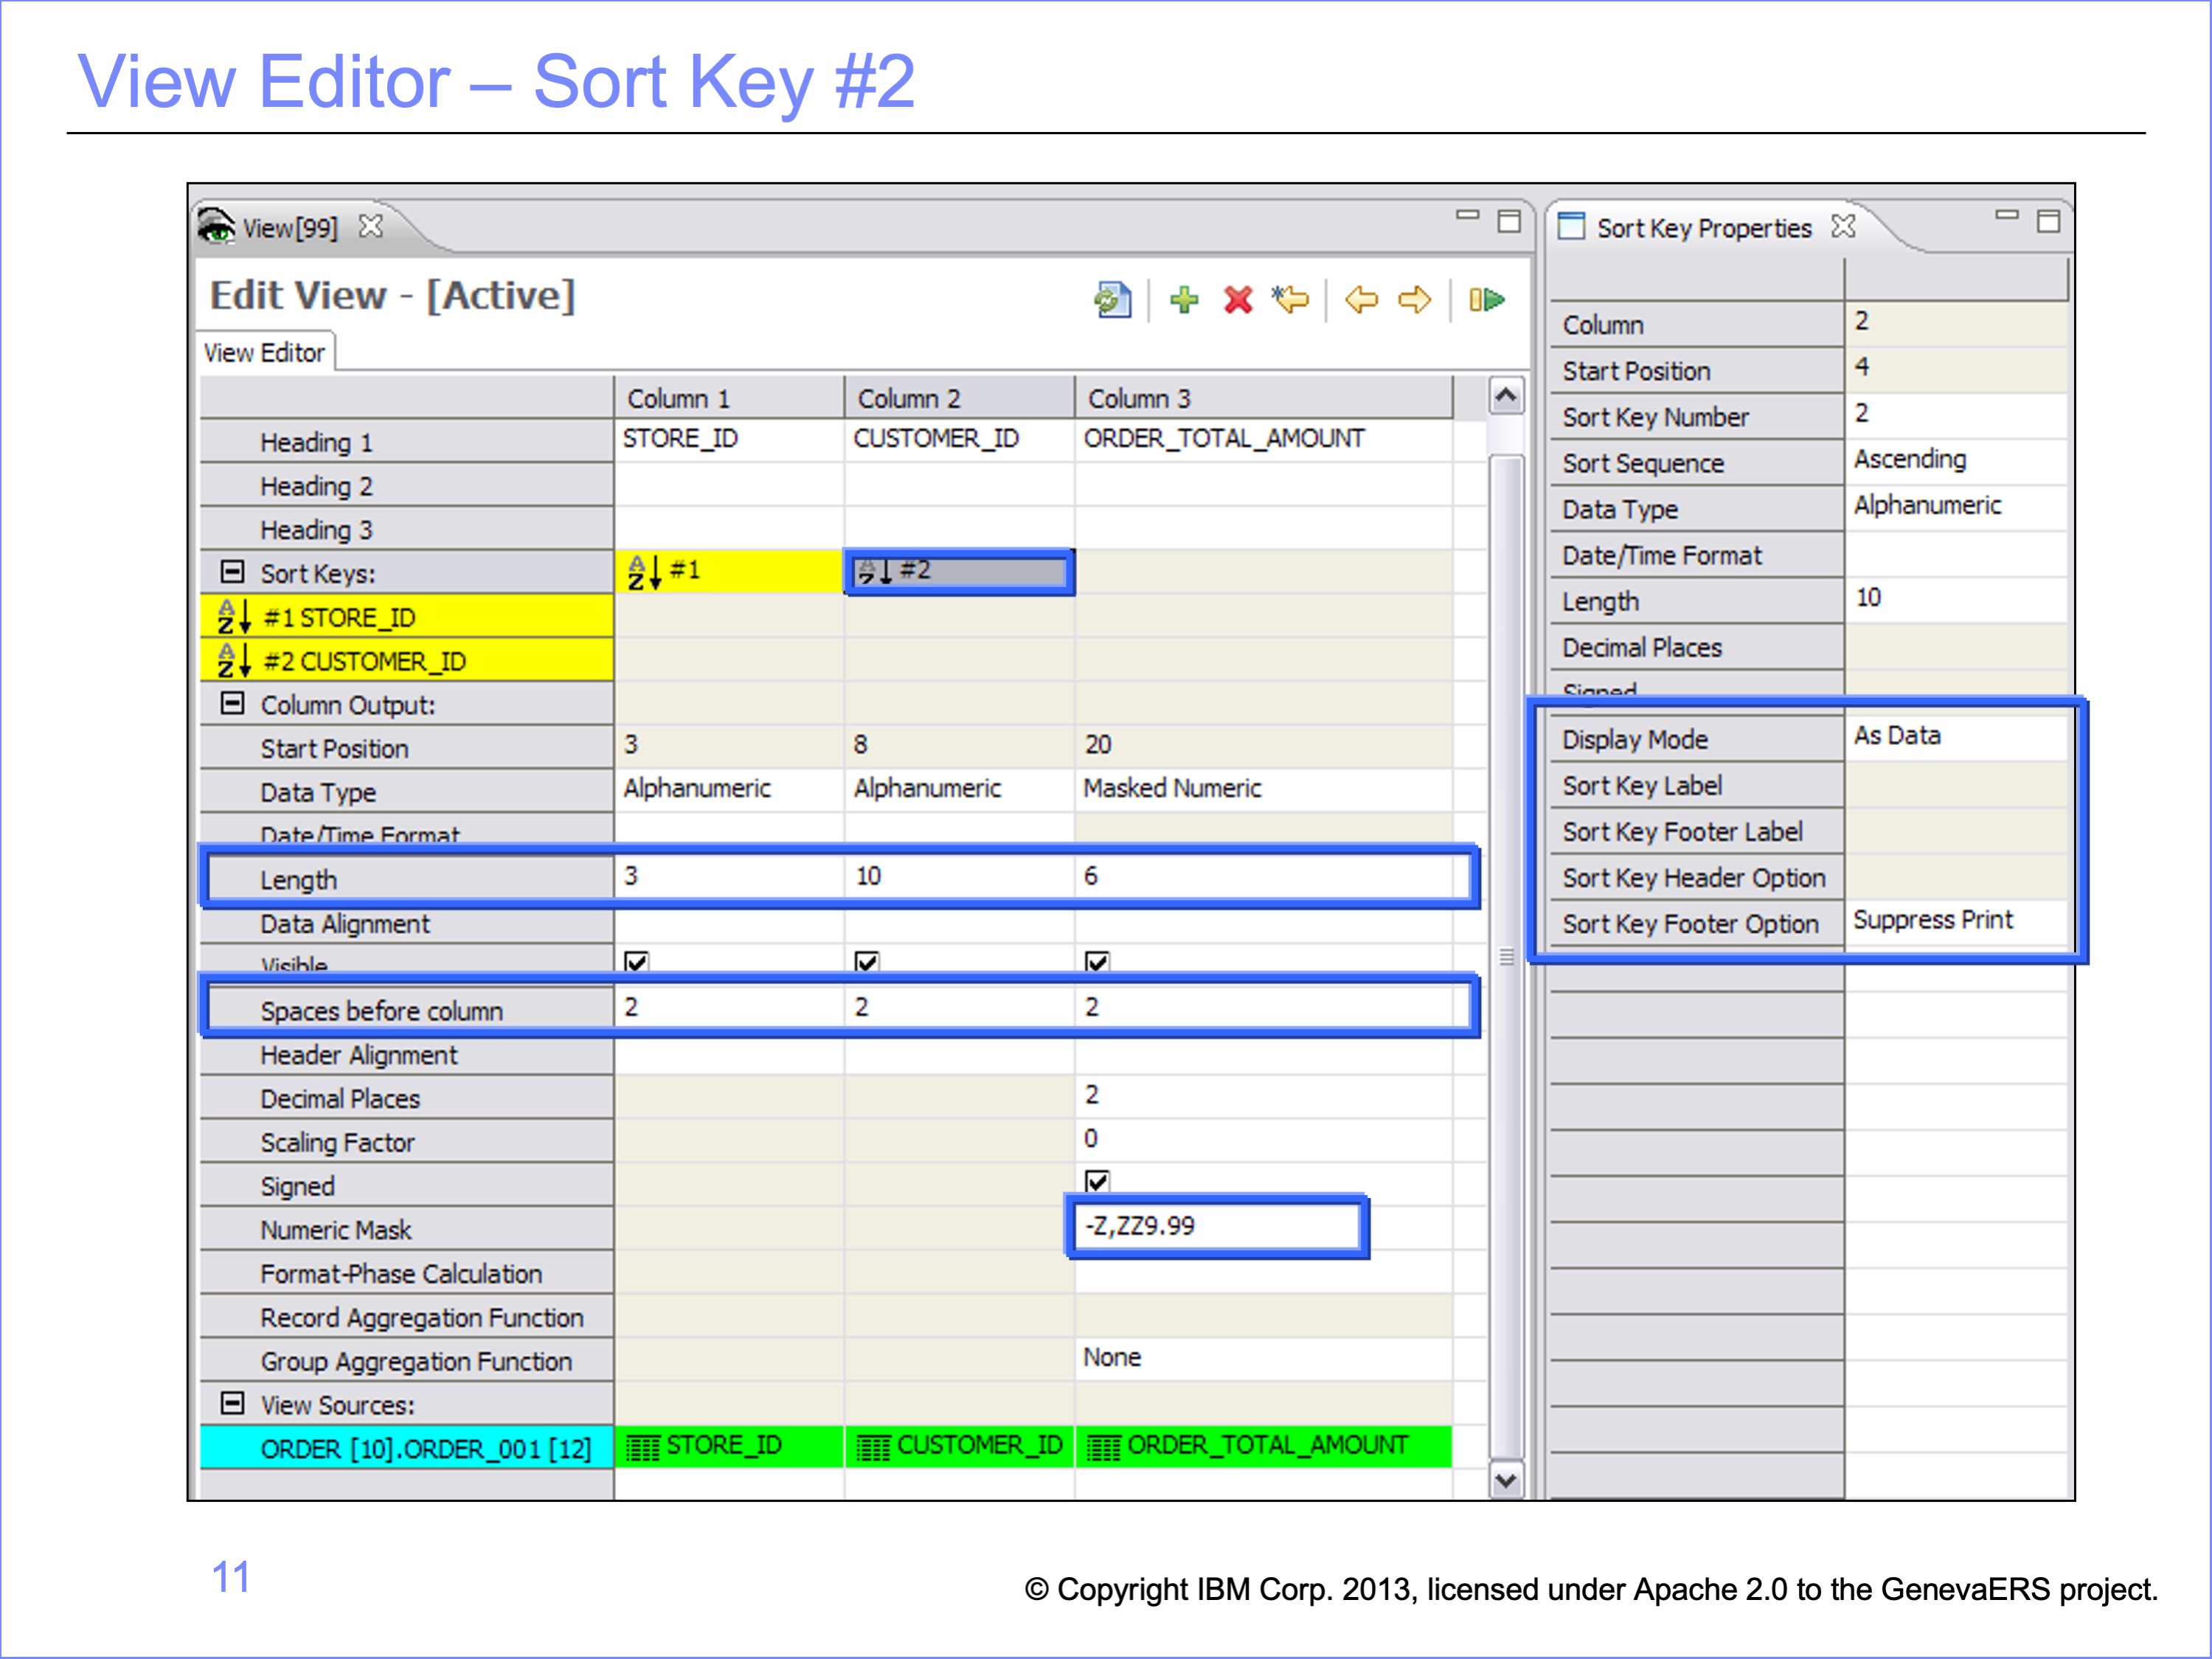 View Editor – Sort Key #2
View[99]
Edit View - [Active]
View Editor
Column 1 Column 2 Column 3
Heading 1 STORE_ID CUSTOMER_ID ORDER_TOTAL_AMOUNT
Heading 2
Heading 3
Sort Keys: #1 #2
#1 STORE_ID
#2 CUSTOMER_ID
Column Output:
Start Position 3 8 20
Data Type Alphanumeric Alphanumeric Masked Numeric
Date/Time Format
Length 3 10 6
Data Alignment
Visible
Spaces before column 2 2 2
Header Alignment
Decimal Places 2
Scaling Factor 0
Signed
Numeric Mask -Z,ZZ9.99
Format-Phase Calculation
Record Aggregation Function
Group Aggregation Function None
View Sources:
ORDER [10].ORDER_001 [12] STORE_ID CUSTOMER_ID ORDER_TOTAL_AMOUNT
Sort Key Properties
Column 2
Start Position 4
Sort Key Number 2
Sort Sequence Ascending
Data Type Alphanumeric
Date/Time Format
Length 10
Decimal Places
Signed
Display Mode As Data
Sort Key Label
Sort Key Footer Label
Sort Key Header Option
Sort Key Footer Option Suppress Print
11
© Copyright IBM Corp. 2013, licensed under Apache 2.0 to the GenevaERS project.